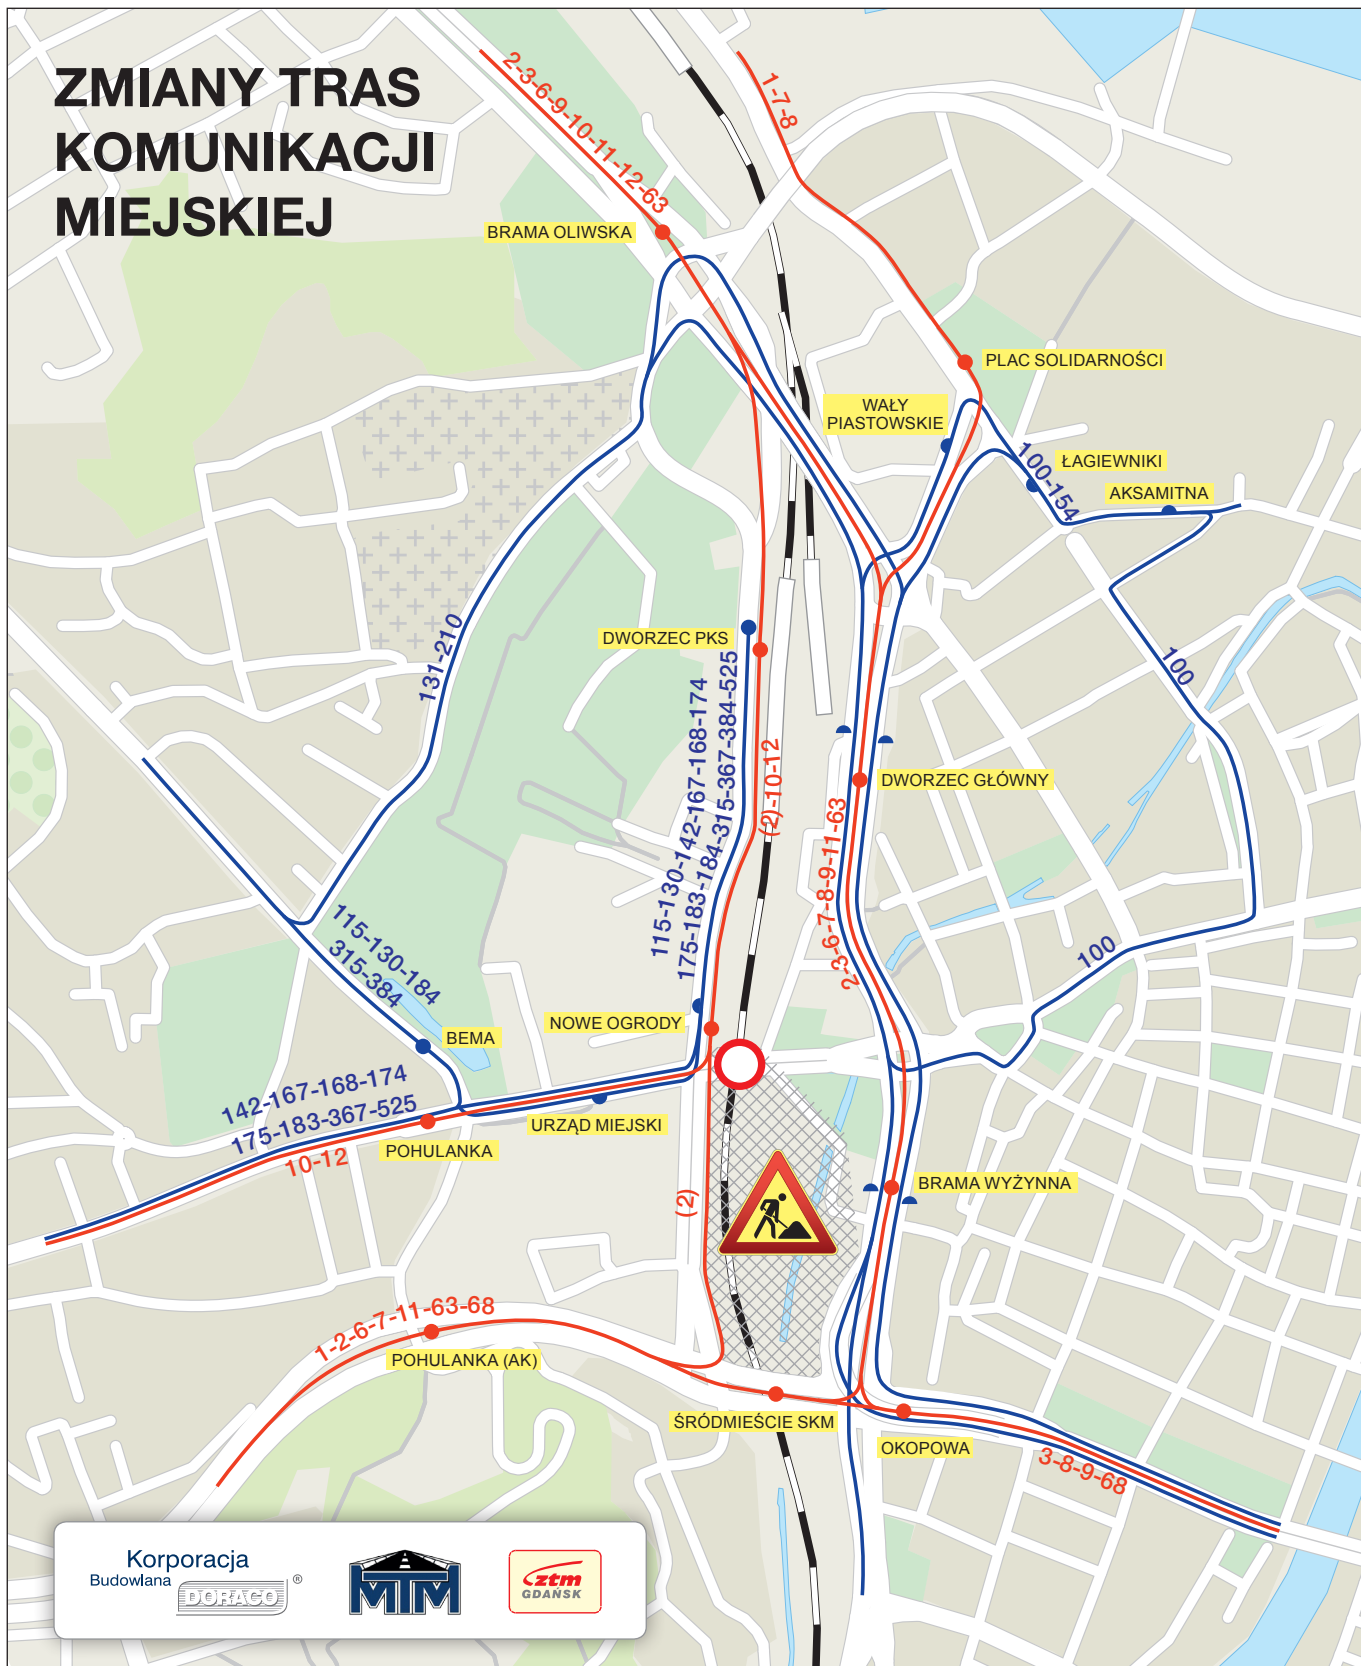 ZMIANY TRAS
KOMUNIKACJI
MIEJSKIEJ
2-3-6-9-10-11-12-63
1-7-8
BRAMA OLIWSKA
PLAC SOLIDARNOŚCI
WAŁY
PIASTOWSKIE
ŁAGIEWNIKI
100-154
AKSAMITNA
131-210
DWORZEC PKS
100
115-130-142-167-168-174
175-183-184-315-367-384-525
(2)-10-12
DWORZEC GŁÓWNY
2-3-6-7-8-9-11-63
115-130-184
315-384
100
NOWE OGRODY
BEMA
142-167-168-174
175-183-367-525
10-12
URZĄD MIEJSKI
POHULANKA
(2)
BRAMA WYŻYNNA
1-2-6-7-11-63-68
POHULANKA (AK)
ŚRÓDMIEŚCIE SKM
OKOPOWA
3-8-9-68
Korporacja
Budowlana
DORACO ®
MTM
ztm
GDAŃSK